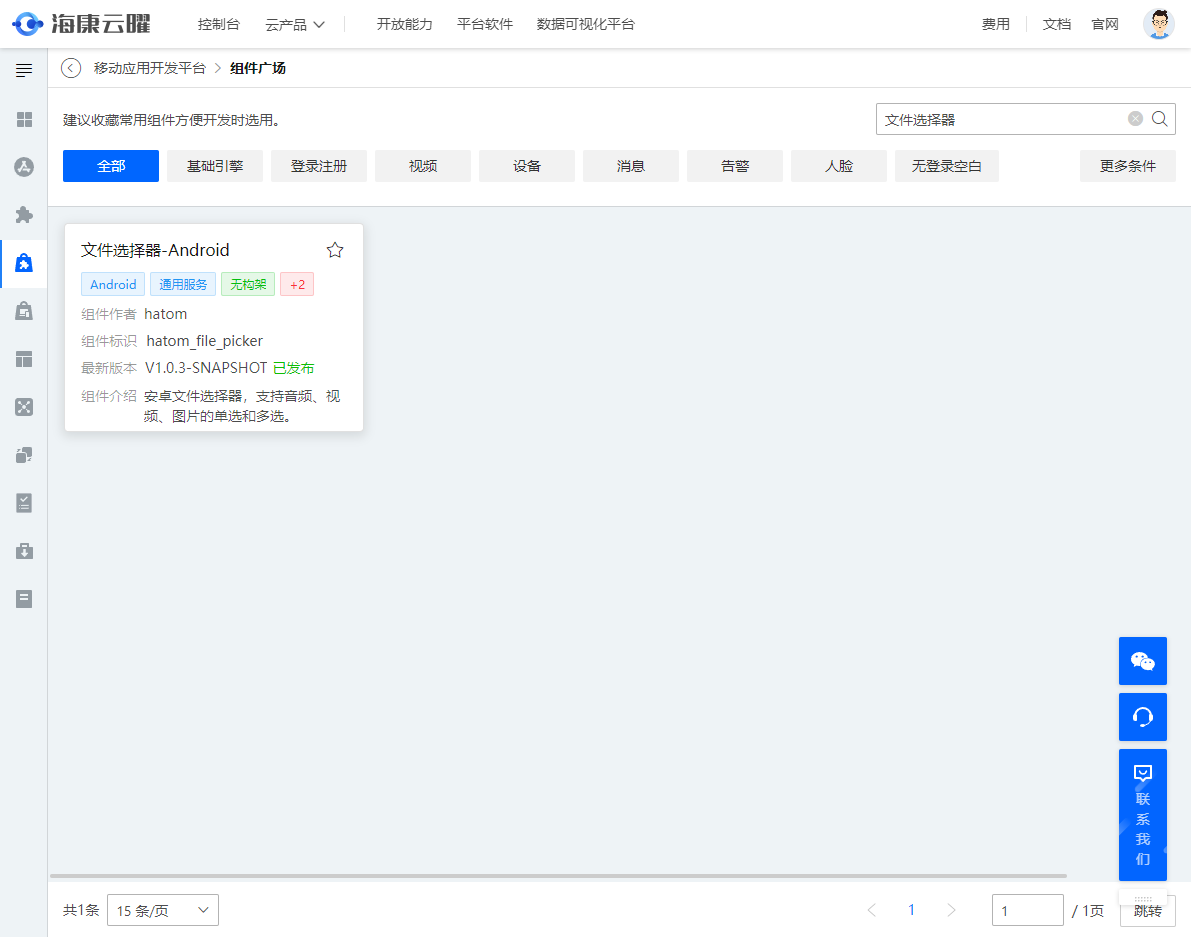 海康云曜 控制台 云产品 开放能力 平台软件 数据可视化平台 费用 文档 官网
移动应用开发平台 组件广场
建议收藏常用组件方便开发时选用。 文件选择器
全部 基础引擎 登录注册 视频 设备 消息 告警 人脸 无登录空白 更多条件
文件选择器-Android
Android 通用服务 无构架 +2
组件作者 hatom
组件标识 hatom_file_picker
最新版本 V1.0.3-SNAPSHOT 已发布
组件介绍 安卓文件选择器，支持音频、视
频、图片的单选和多选。
联
系
我
们
共1条 15 条/页 1 1 / 1页 跳转